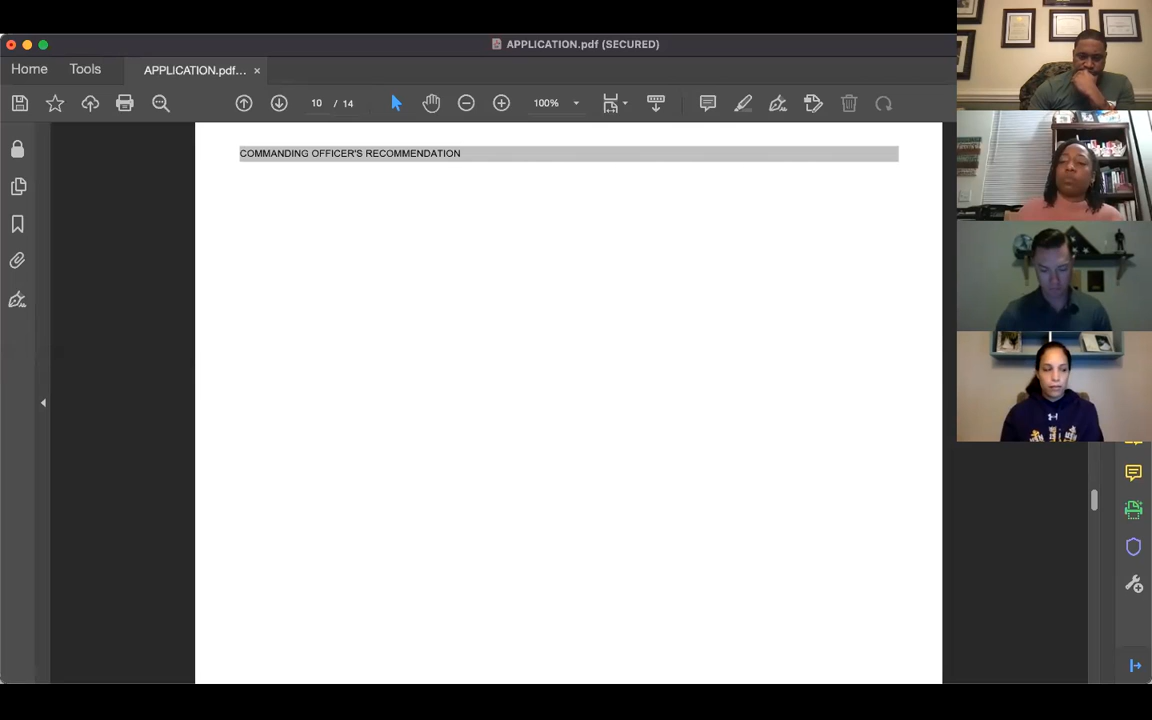 APPLICATION.pdf (SECURED)
Home
Tools
APPLICATION.pdf...
10 / 14
100%
COMMANDING OFFICER'S RECOMMENDATION